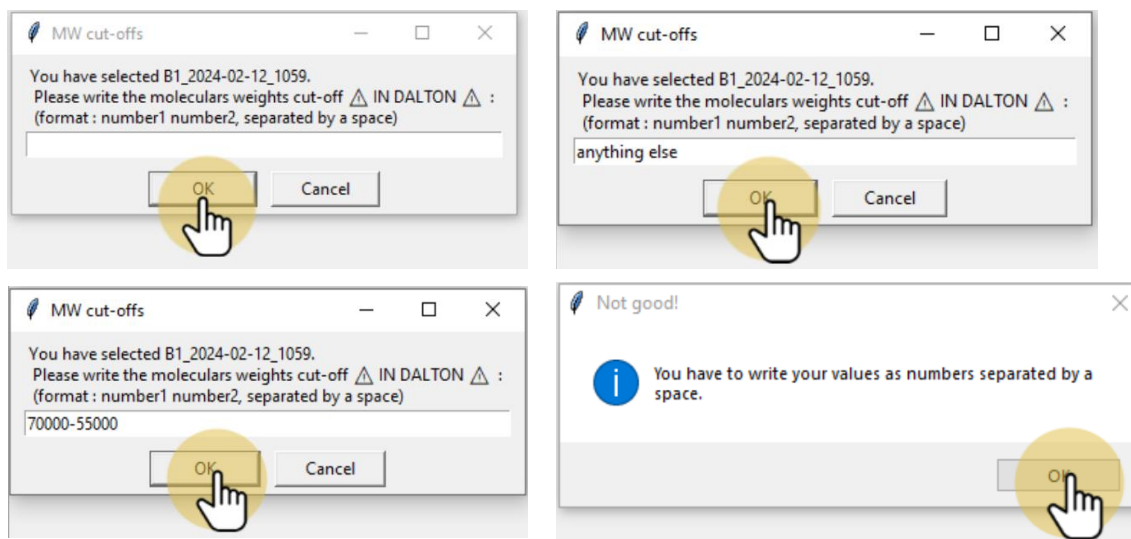 MW cut-offs
You have selected B1_2024-02-12_1059.
Please write the moleculars weights cut-off ⚠ IN DALTON ⚠ :
(format : number1 number2, separated by a space)
OK Cancel
MW cut-offs
You have selected B1_2024-02-12_1059.
Please write the moleculars weights cut-off ⚠ IN DALTON ⚠ :
(format : number1 number2, separated by a space)
anything else
OK Cancel
MW cut-offs
You have selected B1_2024-02-12_1059.
Please write the moleculars weights cut-off ⚠ IN DALTON ⚠ :
(format : number1 number2, separated by a space)
70000-55000
OK Cancel
Not good!
You have to write your values as numbers separated by a
space.
OK